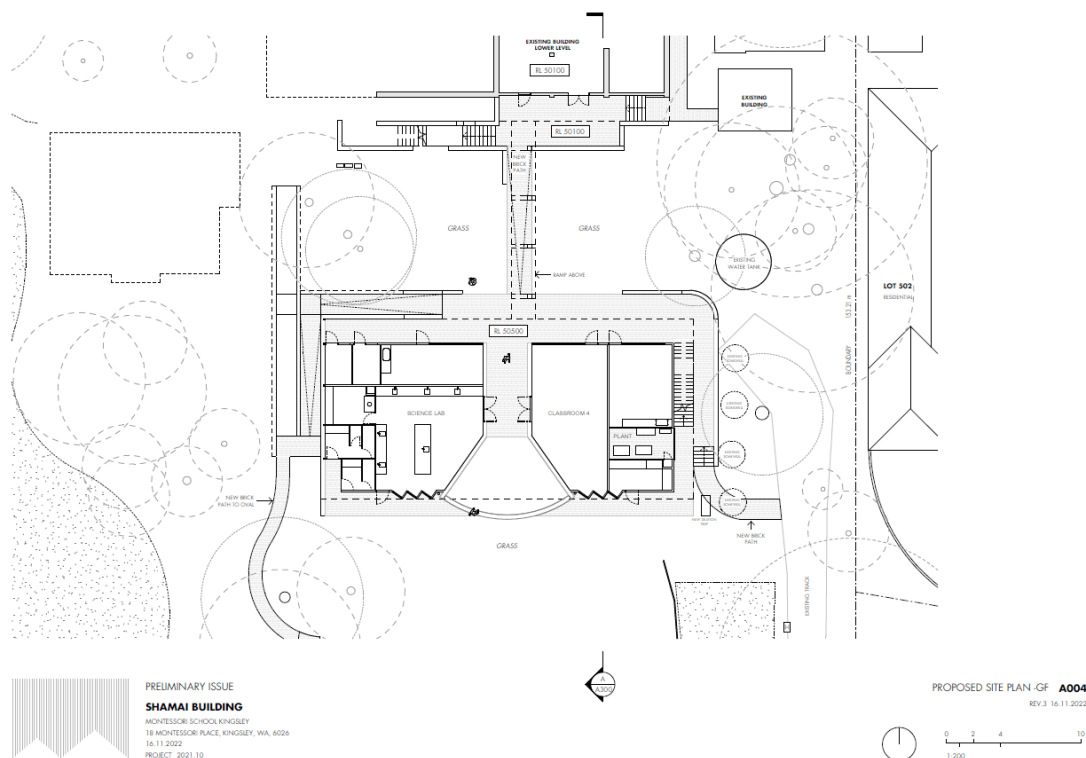 EXISTING BUILDING
LOWER LEVEL
RL 50100
EXISTING
BUILDING
RL 50100
NEW
BRICK
PATH
GRASS
GRASS
EXISTING
WATER TANK
RAMP ABOVE
LOT 502
RESIDENTIAL
153.21 m
BOUNDARY
RL 50500
SCIENCE LAB
CLASSROOM 4
PLANT
NEW BRICK
PATH TO OVAL
NEW BRICK
PATH
GRASS
EXISTING TRACK
A
A300
PRELIMINARY ISSUE
SHAMAI BUILDING
MONTESSORI SCHOOL KINGSLEY
18 MONTESSORI PLACE, KINGSLEY, WA, 6026
16.11.2022
PROJECT 2021.10
PROPOSED SITE PLAN -GF A004
REV.3 16.11.2022
0 2 4 10
1:200